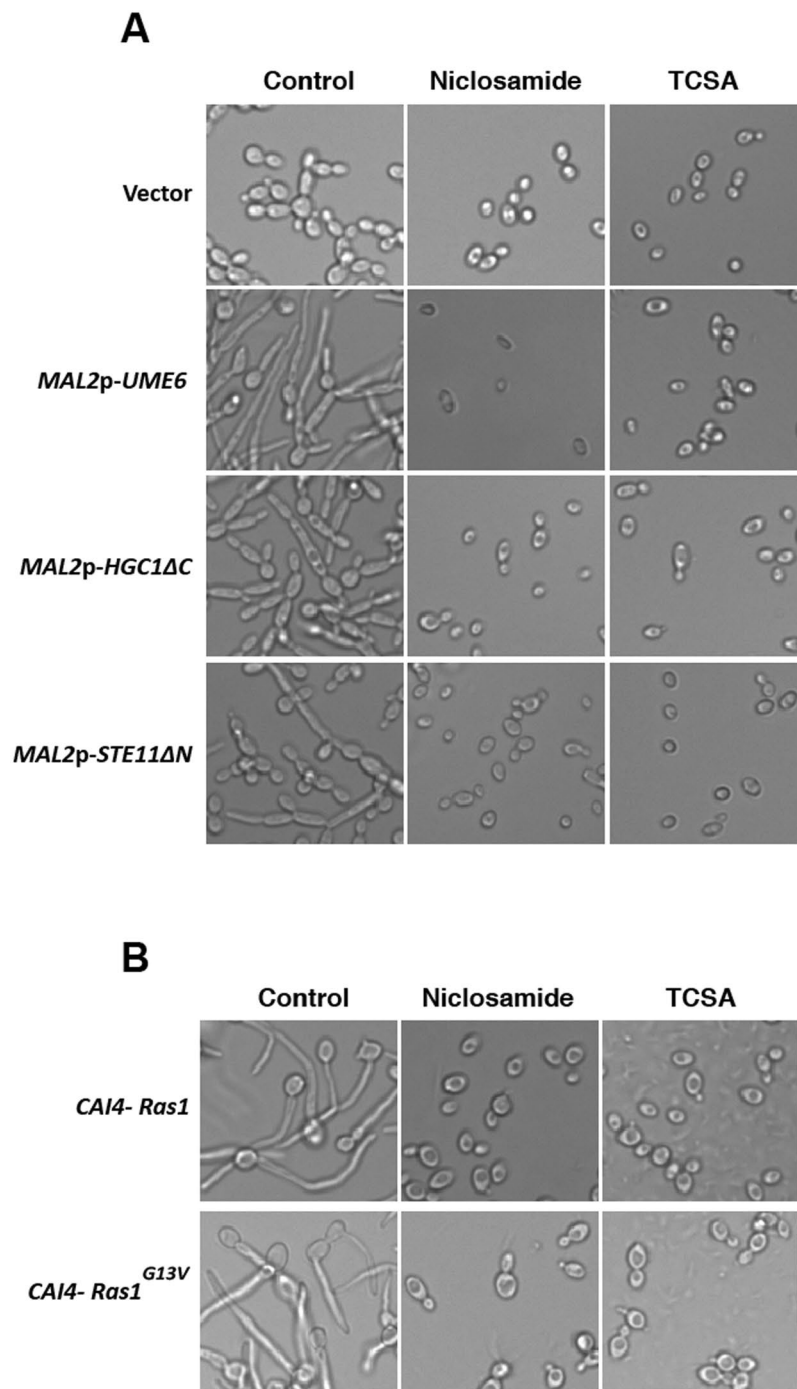 A
Control Niclosamide TCSA
Vector
MAL2p-UME6
MAL2p-HGC1ΔC
MAL2p-STE11ΔN
B
Control Niclosamide TCSA
CAI4- Ras1
CAI4- Ras1G13V